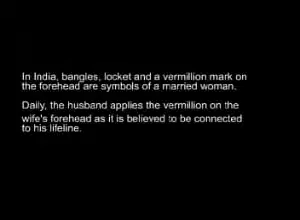 In India, bangles, locket and a vermillion mark on
the forehead are symbols of a married woman.
Daily, the husband applies the vermillion on the
wife's forehead as it is believed to be connected
to his lifeline.